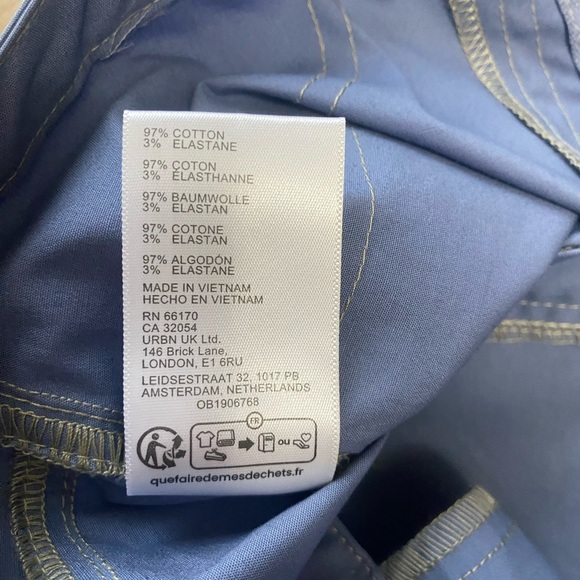 97% COTTON
3% ELASTANE
97% COTON
3% ÉLASTHANNE
97% BAUMWOLLE
3% ELASTAN
97% COTONE
3% ELASTAN
97% ALGODÓN
3% ELASTANE
MADE IN VIETNAM
HECHO EN VIETNAM
RN 66170
CA 32054
URBN UK Ltd.
146 Brick Lane,
LONDON, E1 6RU
LEIDSESTRAAT 32, 1017 PB
AMSTERDAM, NETHERLANDS
OB1906768
FR
ou
quefairedemesdechets.fr